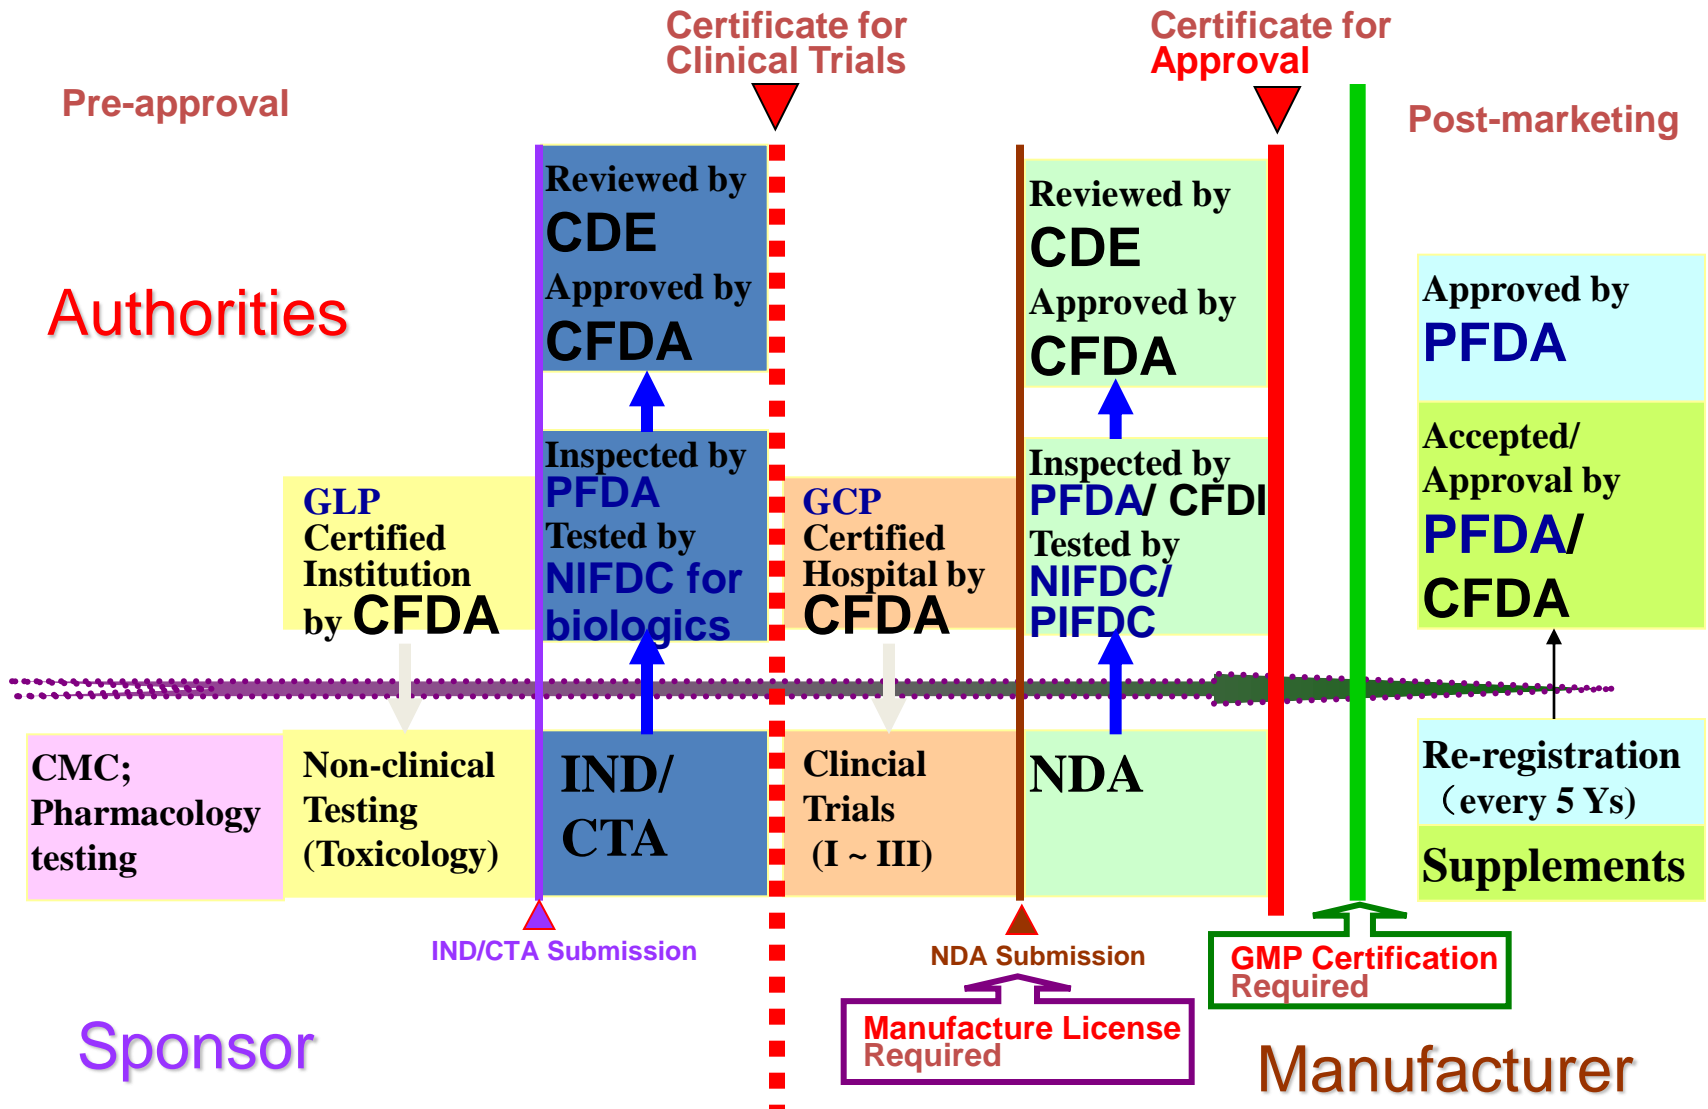 Certificate for
Clinical Trials
Certificate for
Approval
Pre-approval
Post-marketing
Authorities
Reviewed by
CDE
Approved by
CFDA
Reviewed by
CDE
Approved by
CFDA
Approved by
PFDA
GLP
Certified
Institution
by CFDA
Inspected by
PFDA
Tested by
NIFDC for
biologics
GCP
Certified
Hospital by
CFDA
Inspected by
PFDA/ CFDI
Tested by
NIFDC/
PIFDC
Accepted/
Approval by
PFDA/
CFDA
CMC;
Pharmacology
testing
Non-clinical
Testing
(Toxicology)
IND/
CTA
Clincial
Trials
(I ~ III)
NDA
Re-registration
（every 5 Ys)
Supplements
IND/CTA Submission
NDA Submission
GMP Certification
Required
Manufacture License
Required
Sponsor
Manufacturer